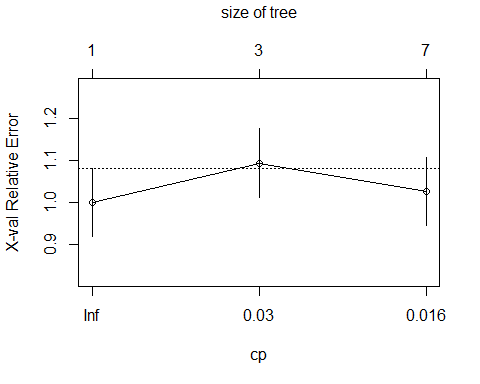 size of tree
1 3 7
X-val Relative Error
1.2
1.1
1.0
0.9
Inf 0.03 0.016
cp